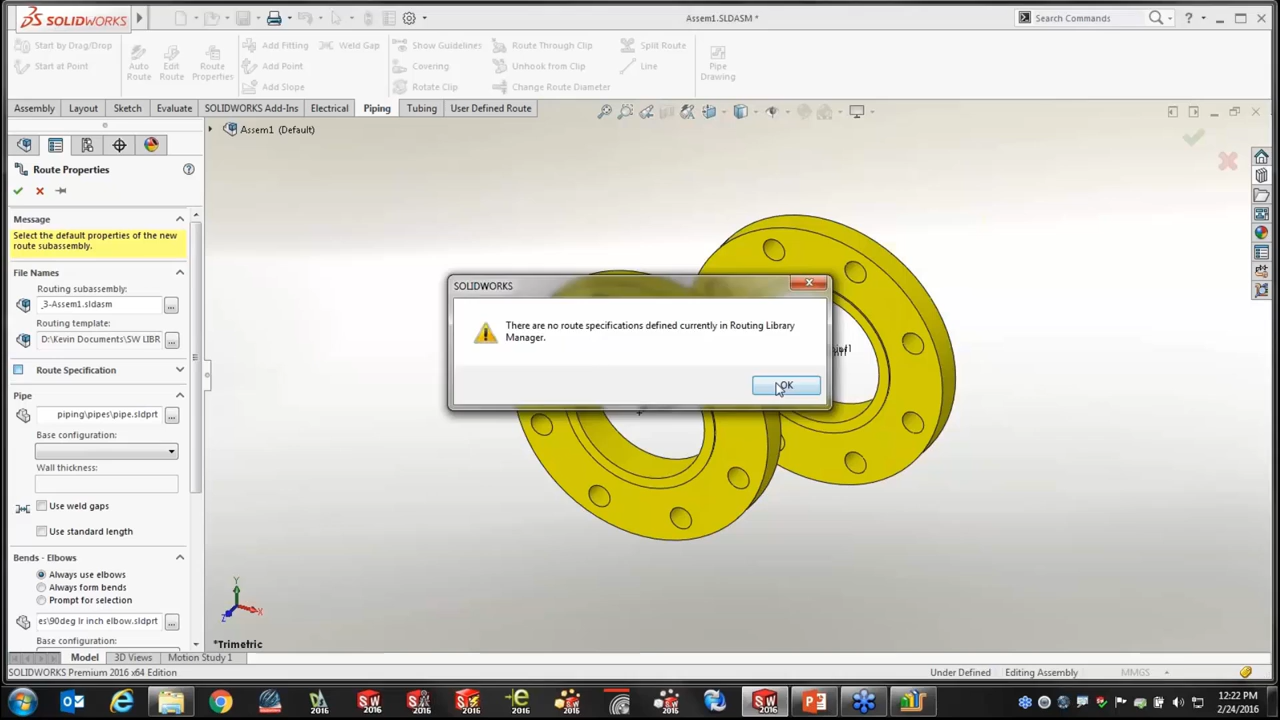 SOLIDWORKS
Assem1.SLDASM *
Search Commands
Start by Drag/Drop
Start at Point
Auto
Route
Edit
Route
Route
Properties
Add Fitting
Weld Gap
Add Point
Add Slope
Show Guidelines
Covering
Rotate Clip
Route Through Clip
Unhook from Clip
Change Route Diameter
Split Route
Line
Pipe
Drawing
Assembly
Layout
Sketch
Evaluate
SOLIDWORKS Add-Ins
Electrical
Piping
Tubing
User Defined Route
Assem1 (Default)
Route Properties
Message
Select the default properties of the new
route subassembly.
File Names
Routing subassembly:
_3-Assem1.sldasm
Routing template:
D:\Kevin Documents\SW LIBR
Route Specification
Pipe
piping\pipes\pipe.sldprt
Base configuration:
Wall thickness:
Use weld gaps
Use standard length
Bends - Elbows
Always use elbows
Always form bends
Prompt for selection
es\90deg lr inch elbow.sldprt
Base configuration:
SOLIDWORKS
There are no route specifications defined currently in Routing Library
Manager.
OK
Y
X
Z
*Trimetric
Model
3D Views
Motion Study 1
SOLIDWORKS Premium 2016 x64 Edition
Under Defined
Editing Assembly
MMGS
12:22 PM
2/24/2016